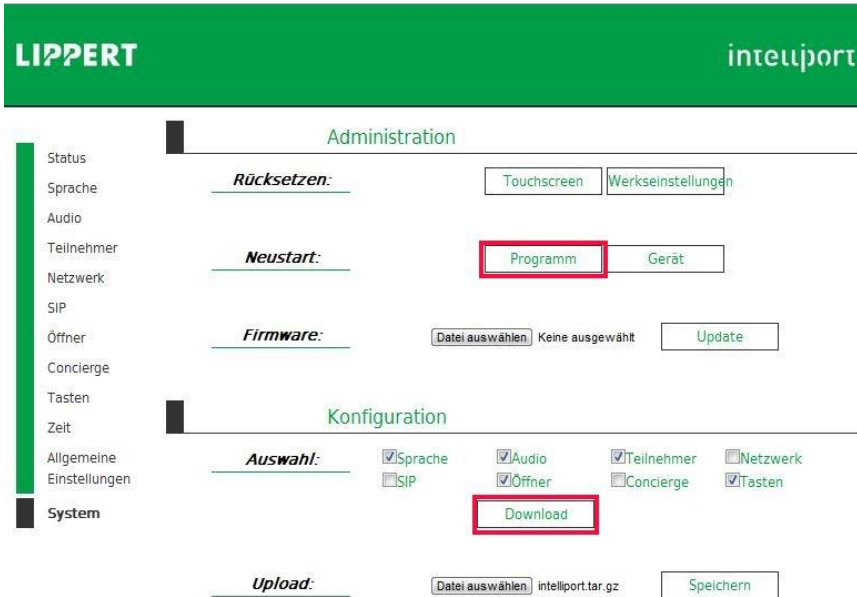 LIPPERT
intelliport
Administration
Status
Rücksetzen:
Touchscreen
Werkseinstellungen
Sprache
Audio
Teilnehmer
Neustart:
Programm
Gerät
Netzwerk
SIP
Öffner
Firmware:
Datei auswählen Keine ausgewählt
Update
Concierge
Tasten
Konfiguration
Zeit
Allgemeine
Einstellungen
Auswahl:
Sprache
Audio
Teilnehmer
Netzwerk
SIP
Öffner
Concierge
Tasten
System
Download
Upload:
Datei auswählen intelliport.tar.gz
Speichern